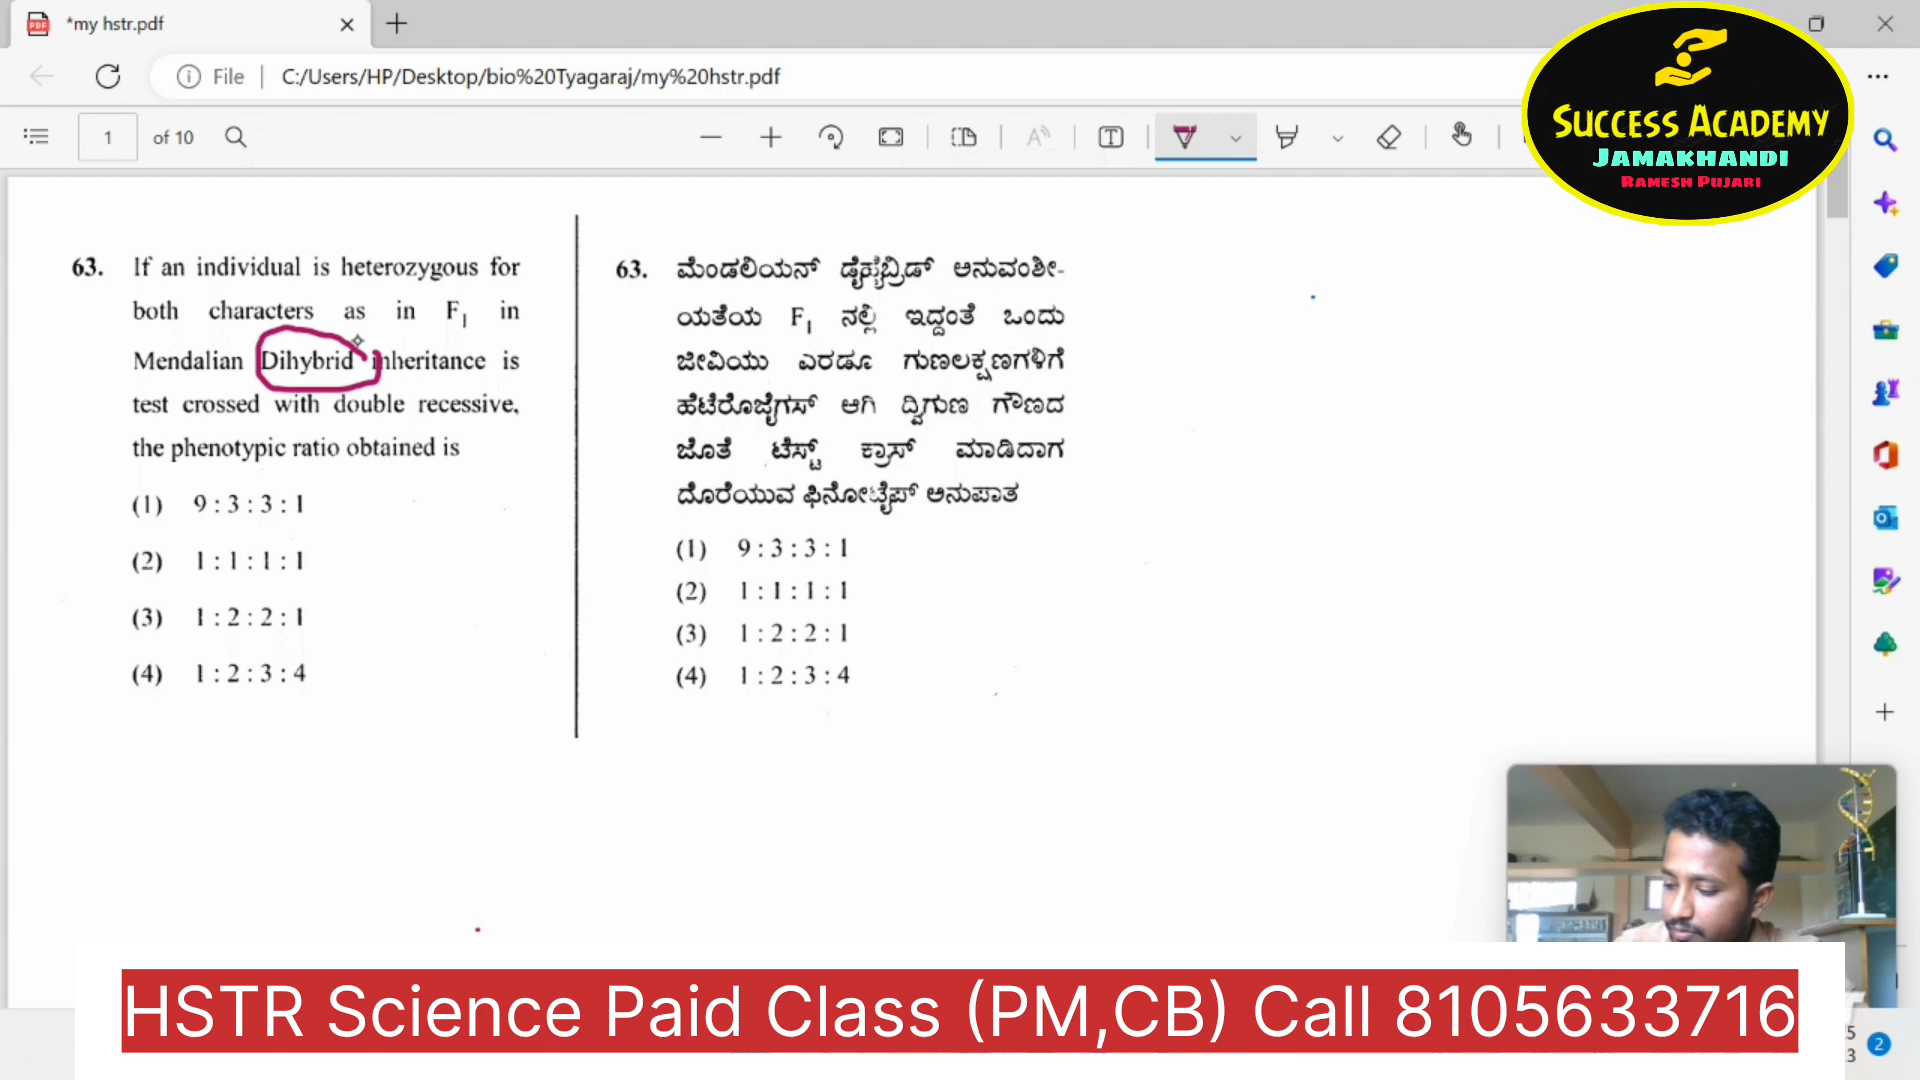 *my hstr.pdf
File
C:/Users/HP/Desktop/bio%20Tyagaraj/my%20hstr.pdf
1 of 10
SUCCESS ACADEMY
JAMAKHANDI
RAMESH PUJARI
63. If an individual is heterozygous for
both characters as in F1 in
Mendalian Dihybrid inheritance is
test crossed with double recessive,
the phenotypic ratio obtained is
(1) 9 : 3 : 3 : 1
(2) 1 : 1 : 1 : 1
(3) 1 : 2 : 2 : 1
(4) 1 : 2 : 3 : 4
63. ಮೆಂಡಲಿಯನ್ ಡೈಹೈಬ್ರಿಡ್ ಅನುವಂಶೀ-
ಯತೆಯ F1 ನಲ್ಲಿ ಇದ್ದಂತೆ ಒಂದು
ಜೀವಿಯು ಎರಡೂ ಗುಣಲಕ್ಷಣಗಳಿಗೆ
ಹೆಟೆರೊಜೈಗಸ್ ಆಗಿ ದ್ವಿಗುಣ ಗೌಣದ
ಜೊತೆ ಟೆಸ್ಟ್ ಕ್ರಾಸ್ ಮಾಡಿದಾಗ
ದೊರೆಯುವ ಫಿನೋಟೈಪ್ ಅನುಪಾತ
(1) 9 : 3 : 3 : 1
(2) 1 : 1 : 1 : 1
(3) 1 : 2 : 2 : 1
(4) 1 : 2 : 3 : 4
HSTR Science Paid Class (PM,CB) Call 8105633716
5
3
2